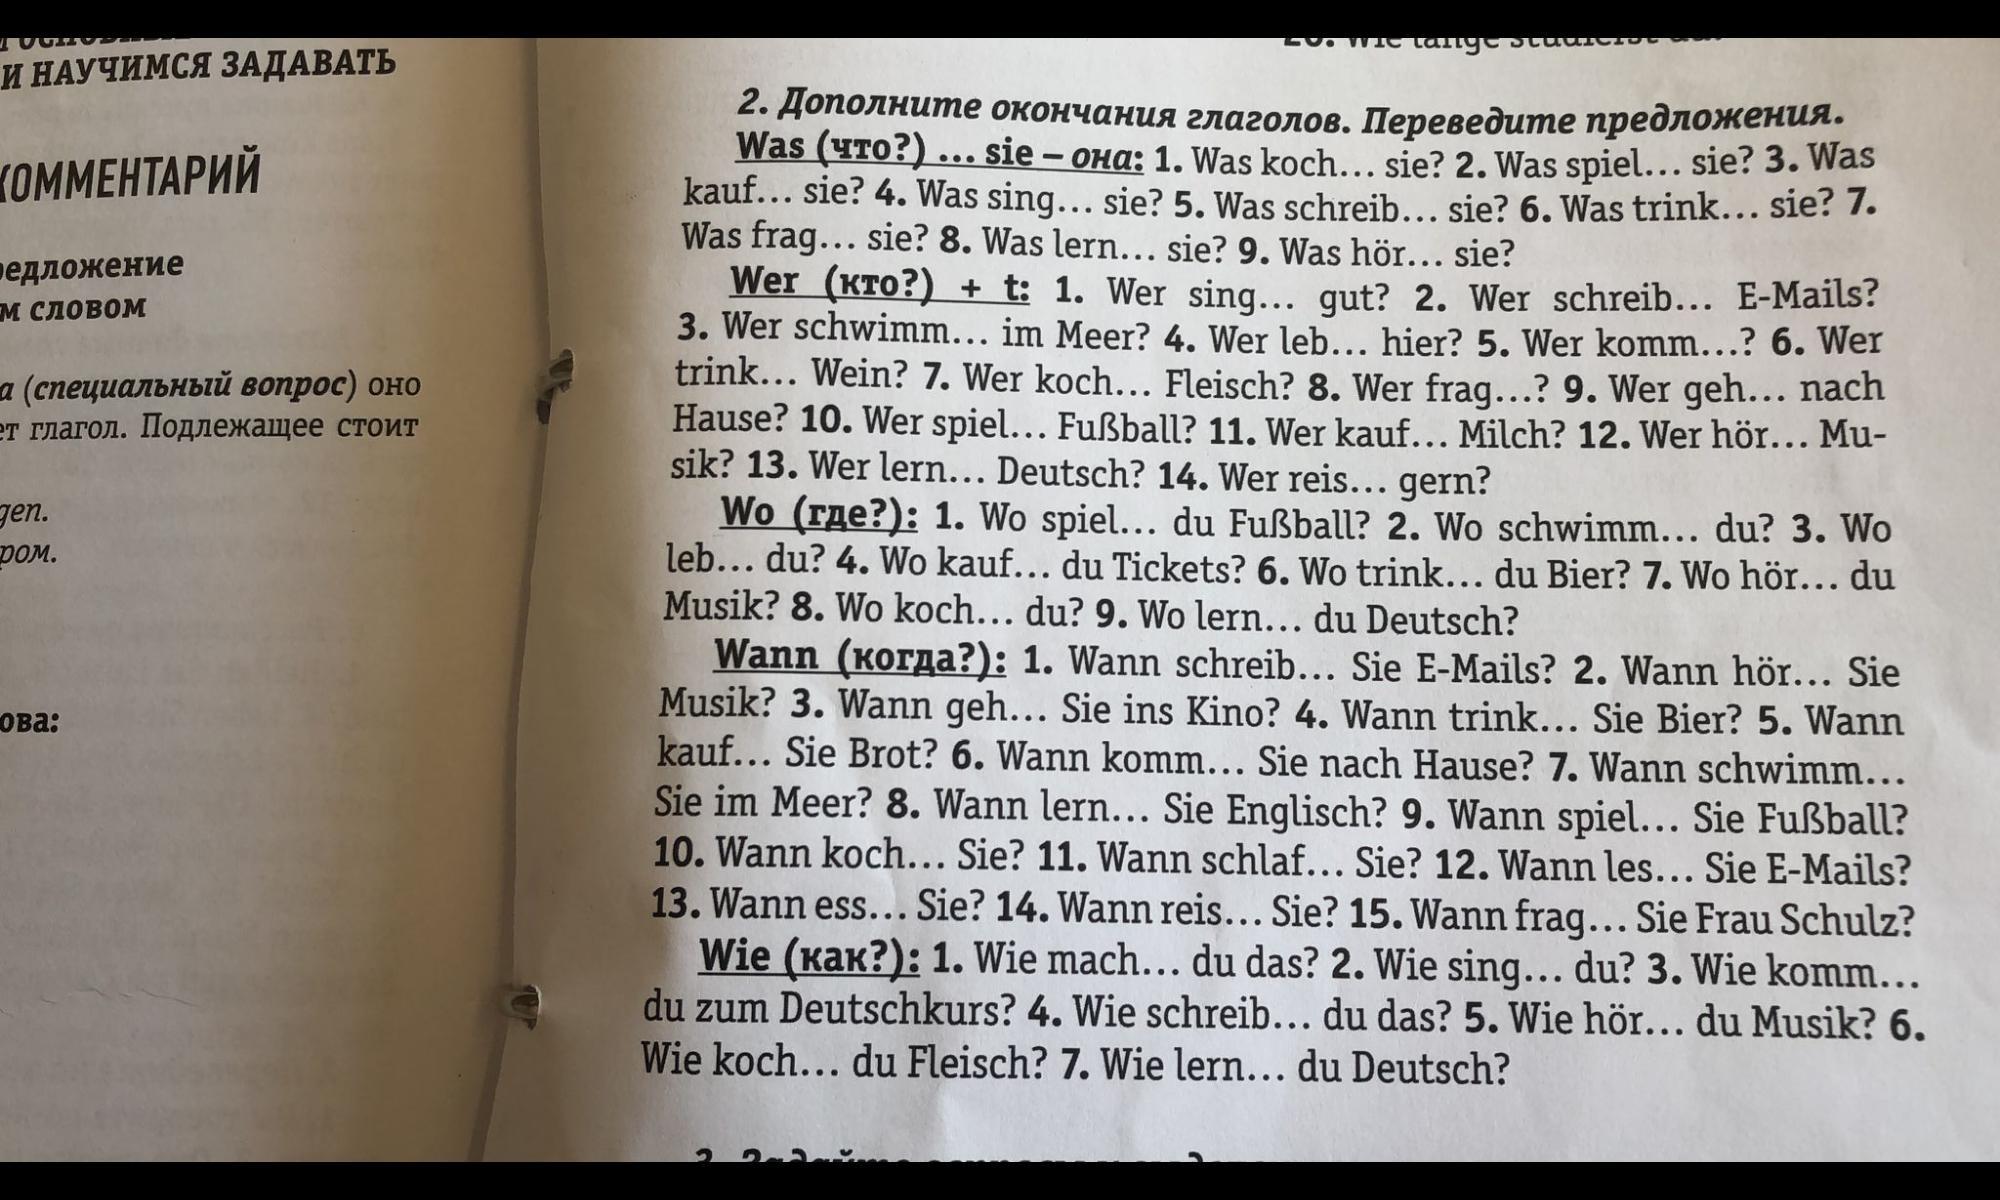 И НАУЧИМСЯ ЗАДАВАТЬ
КОММЕНТАРИЙ
м словом
а (специальный вопрос) оно
ет глагол. Подлежащее стоит
gen.
ром.
ова:
20. Wie lange studierst du?
2. Дополните окончания глаголов. Переведите предложения.
Was (что?) ... sie – она: 1. Was koch... sie? 2. Was spiel... sie? 3. Was
kauf... sie? 4. Was sing... sie? 5. Was schreib... sie? 6. Was trink... sie? 7.
Was frag... sie? 8. Was lern... sie? 9. Was hör... sie?
Wer (кто?) + t: 1. Wer sing... gut? 2. Wer schreib... E-Mails?
3. Wer schwimm... im Meer? 4. Wer leb... hier? 5. Wer komm...? 6. Wer
trink... Wein? 7. Wer koch... Fleisch? 8. Wer frag...? 9. Wer geh... nach
Hause? 10. Wer spiel... Fußball? 11. Wer kauf... Milch? 12. Wer hör... Mu-
sik? 13. Wer lern... Deutsch? 14. Wer reis... gern?
Wo (где?): 1. Wo spiel... du Fußball? 2. Wo schwimm... du? 3. Wo
leb... du? 4. Wo kauf... du Tickets? 6. Wo trink... du Bier? 7. Wo hör... du
Musik? 8. Wo koch... du? 9. Wo lern... du Deutsch?
Wann (когда?): 1. Wann schreib... Sie E-Mails? 2. Wann hör... Sie
Musik? 3. Wann geh... Sie ins Kino? 4. Wann trink... Sie Bier? 5. Wann
kauf... Sie Brot? 6. Wann komm... Sie nach Hause? 7. Wann schwimm...
Sie im Meer? 8. Wann lern... Sie Englisch? 9. Wann spiel... Sie Fußball?
10. Wann koch... Sie? 11. Wann schlaf... Sie? 12. Wann les... Sie E-Mails?
13. Wann ess... Sie? 14. Wann reis... Sie? 15. Wann frag... Sie Frau Schulz?
Wie (как?): 1. Wie mach... du das? 2. Wie sing... du? 3. Wie komm...
du zum Deutschkurs? 4. Wie schreib... du das? 5. Wie hör... du Musik? 6.
Wie koch... du Fleisch? 7. Wie lern... du Deutsch?